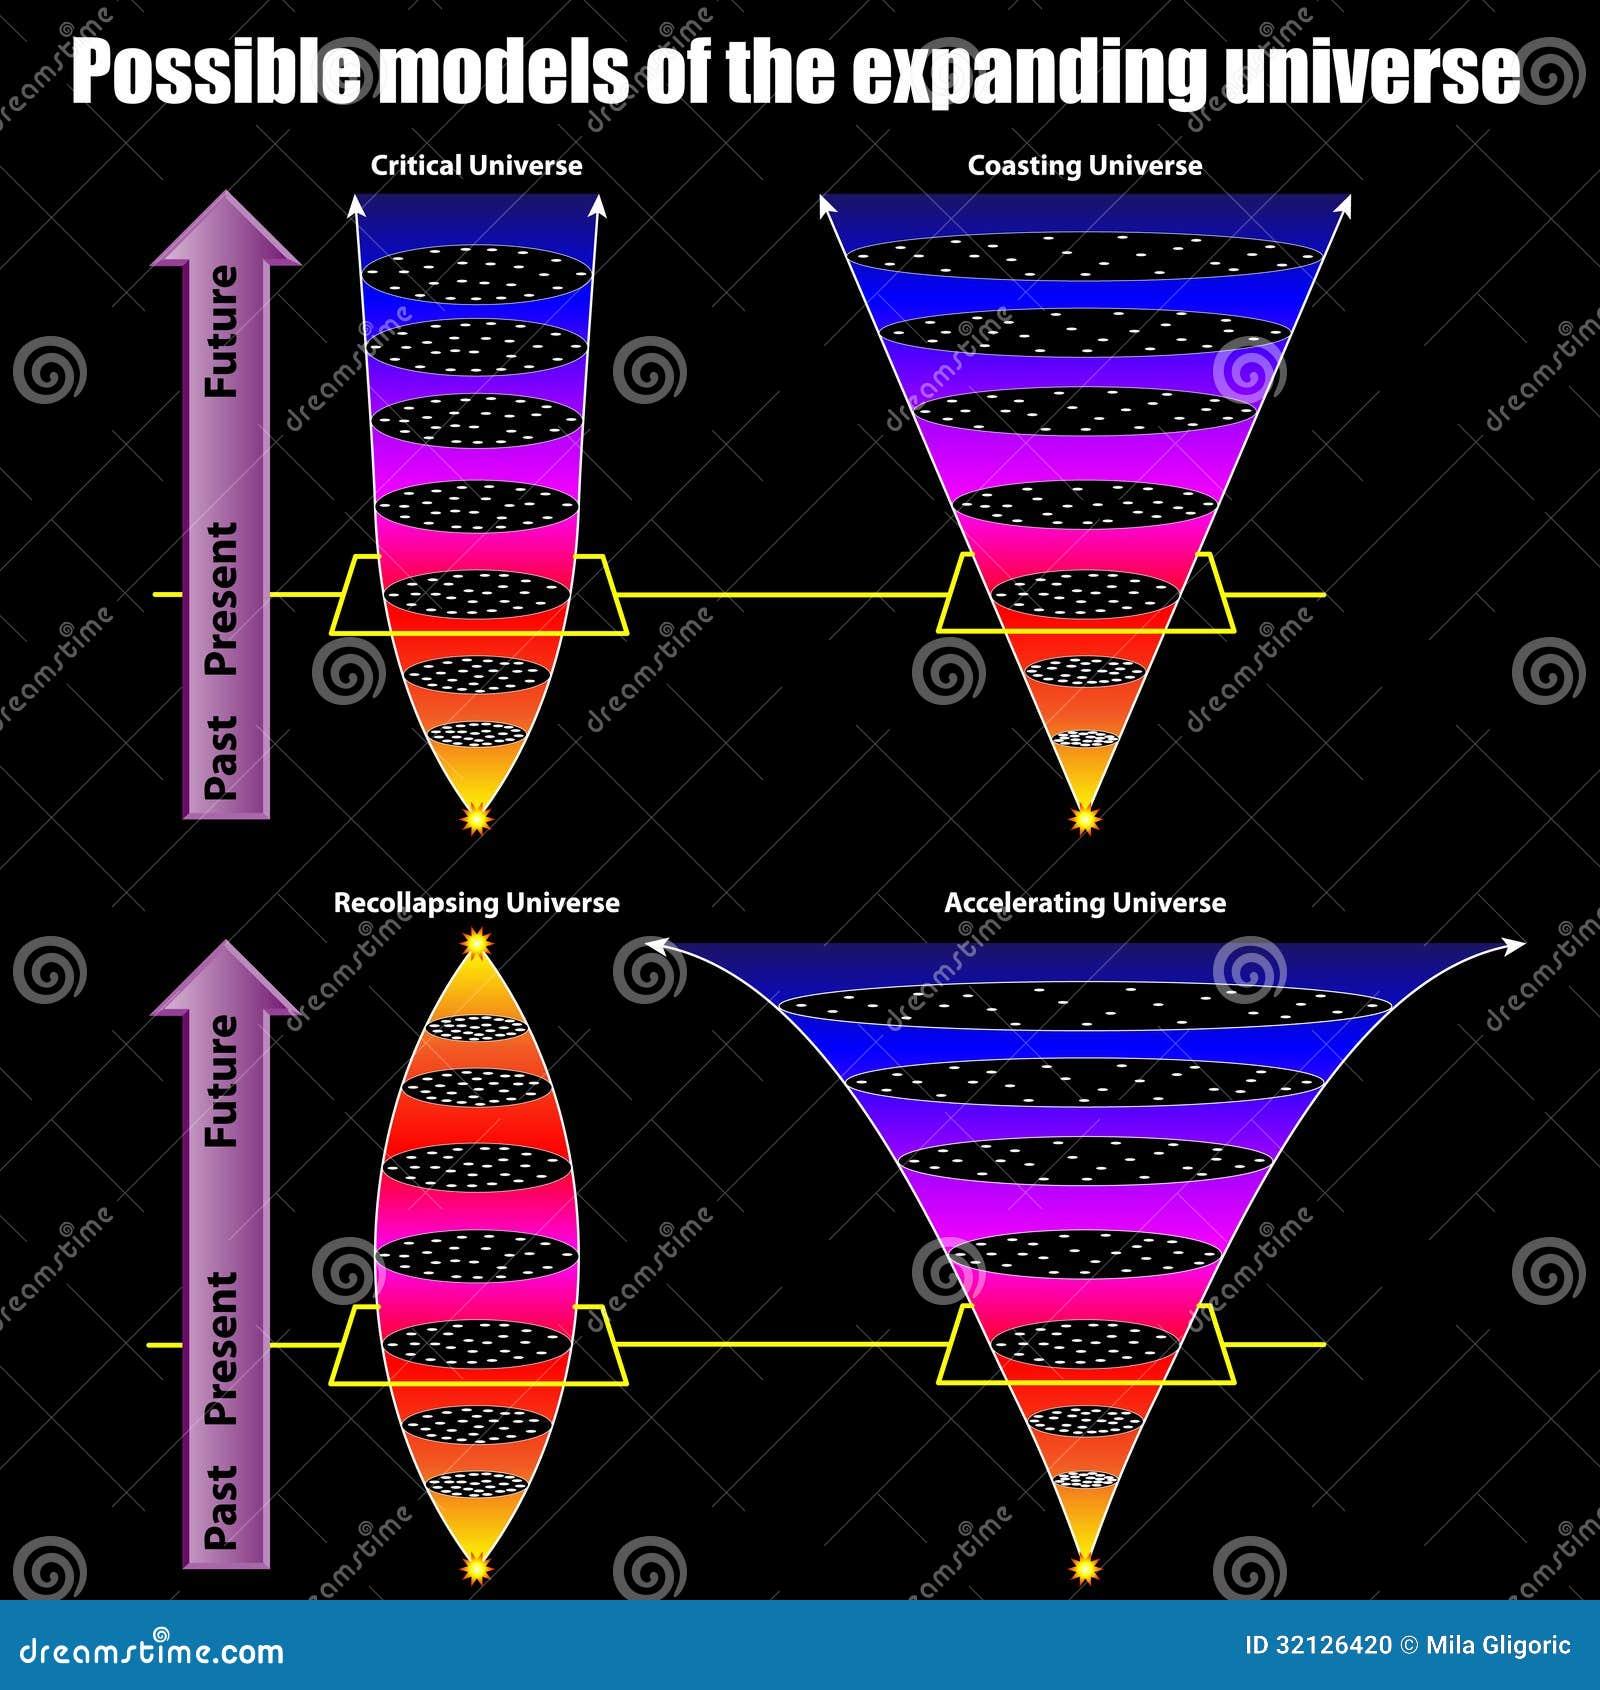 Possible models of the expanding universe
Critical Universe
Coasting Universe
Future
Present
Past
Recollapsing Universe
Accelerating Universe
Future
Present
Past
dreamstime.com
ID 32126420 © Mila Gligoric
dreamstime